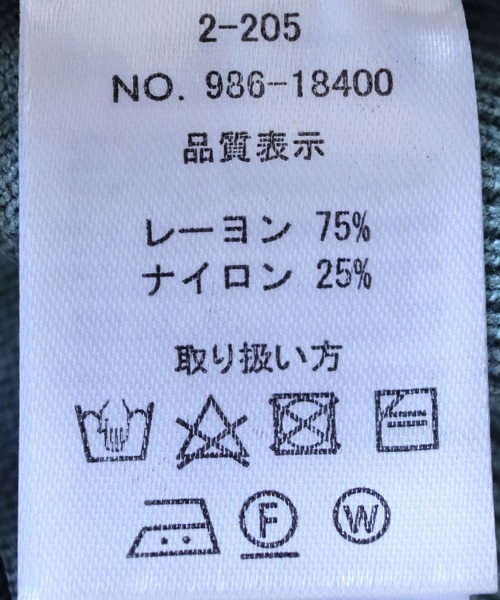 2-205
NO. 986-18400
品質表示
レーヨン 75%
ナイロン 25%
取り扱い方
F W